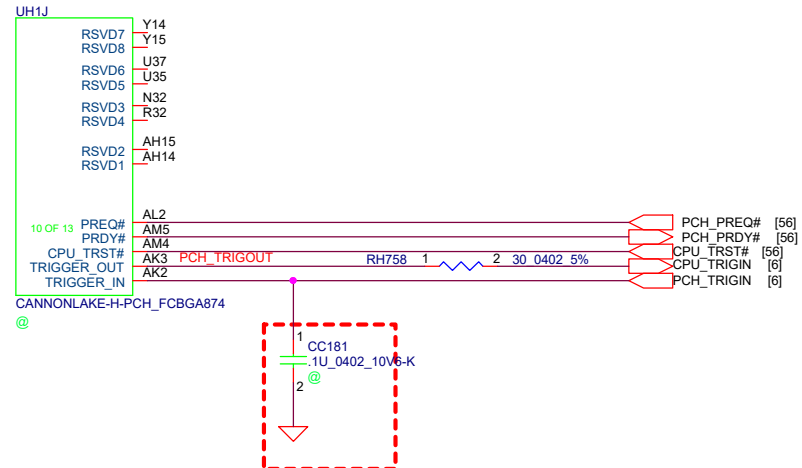 UH1J
RSVD7 Y14
RSVD8 Y15
RSVD6 U37
RSVD5 U35
RSVD3 N32
RSVD4 R32
RSVD2 AH15
RSVD1 AH14
10 OF 13 PREQ# AL2 PCH_PREQ# [56]
PRDY# AM5 PCH_PRDY# [56]
CPU_TRST# AM4 CPU_TRST# [56]
TRIGGER_OUT AK3 PCH_TRIGOUT RH758 1 2 30_0402_5% CPU_TRIGIN [6]
TRIGGER_IN AK2 PCH_TRIGIN [6]
CANNONLAKE-H-PCH_FCBGA874
@
1
CC181
.1U_0402_10V6-K
@
2